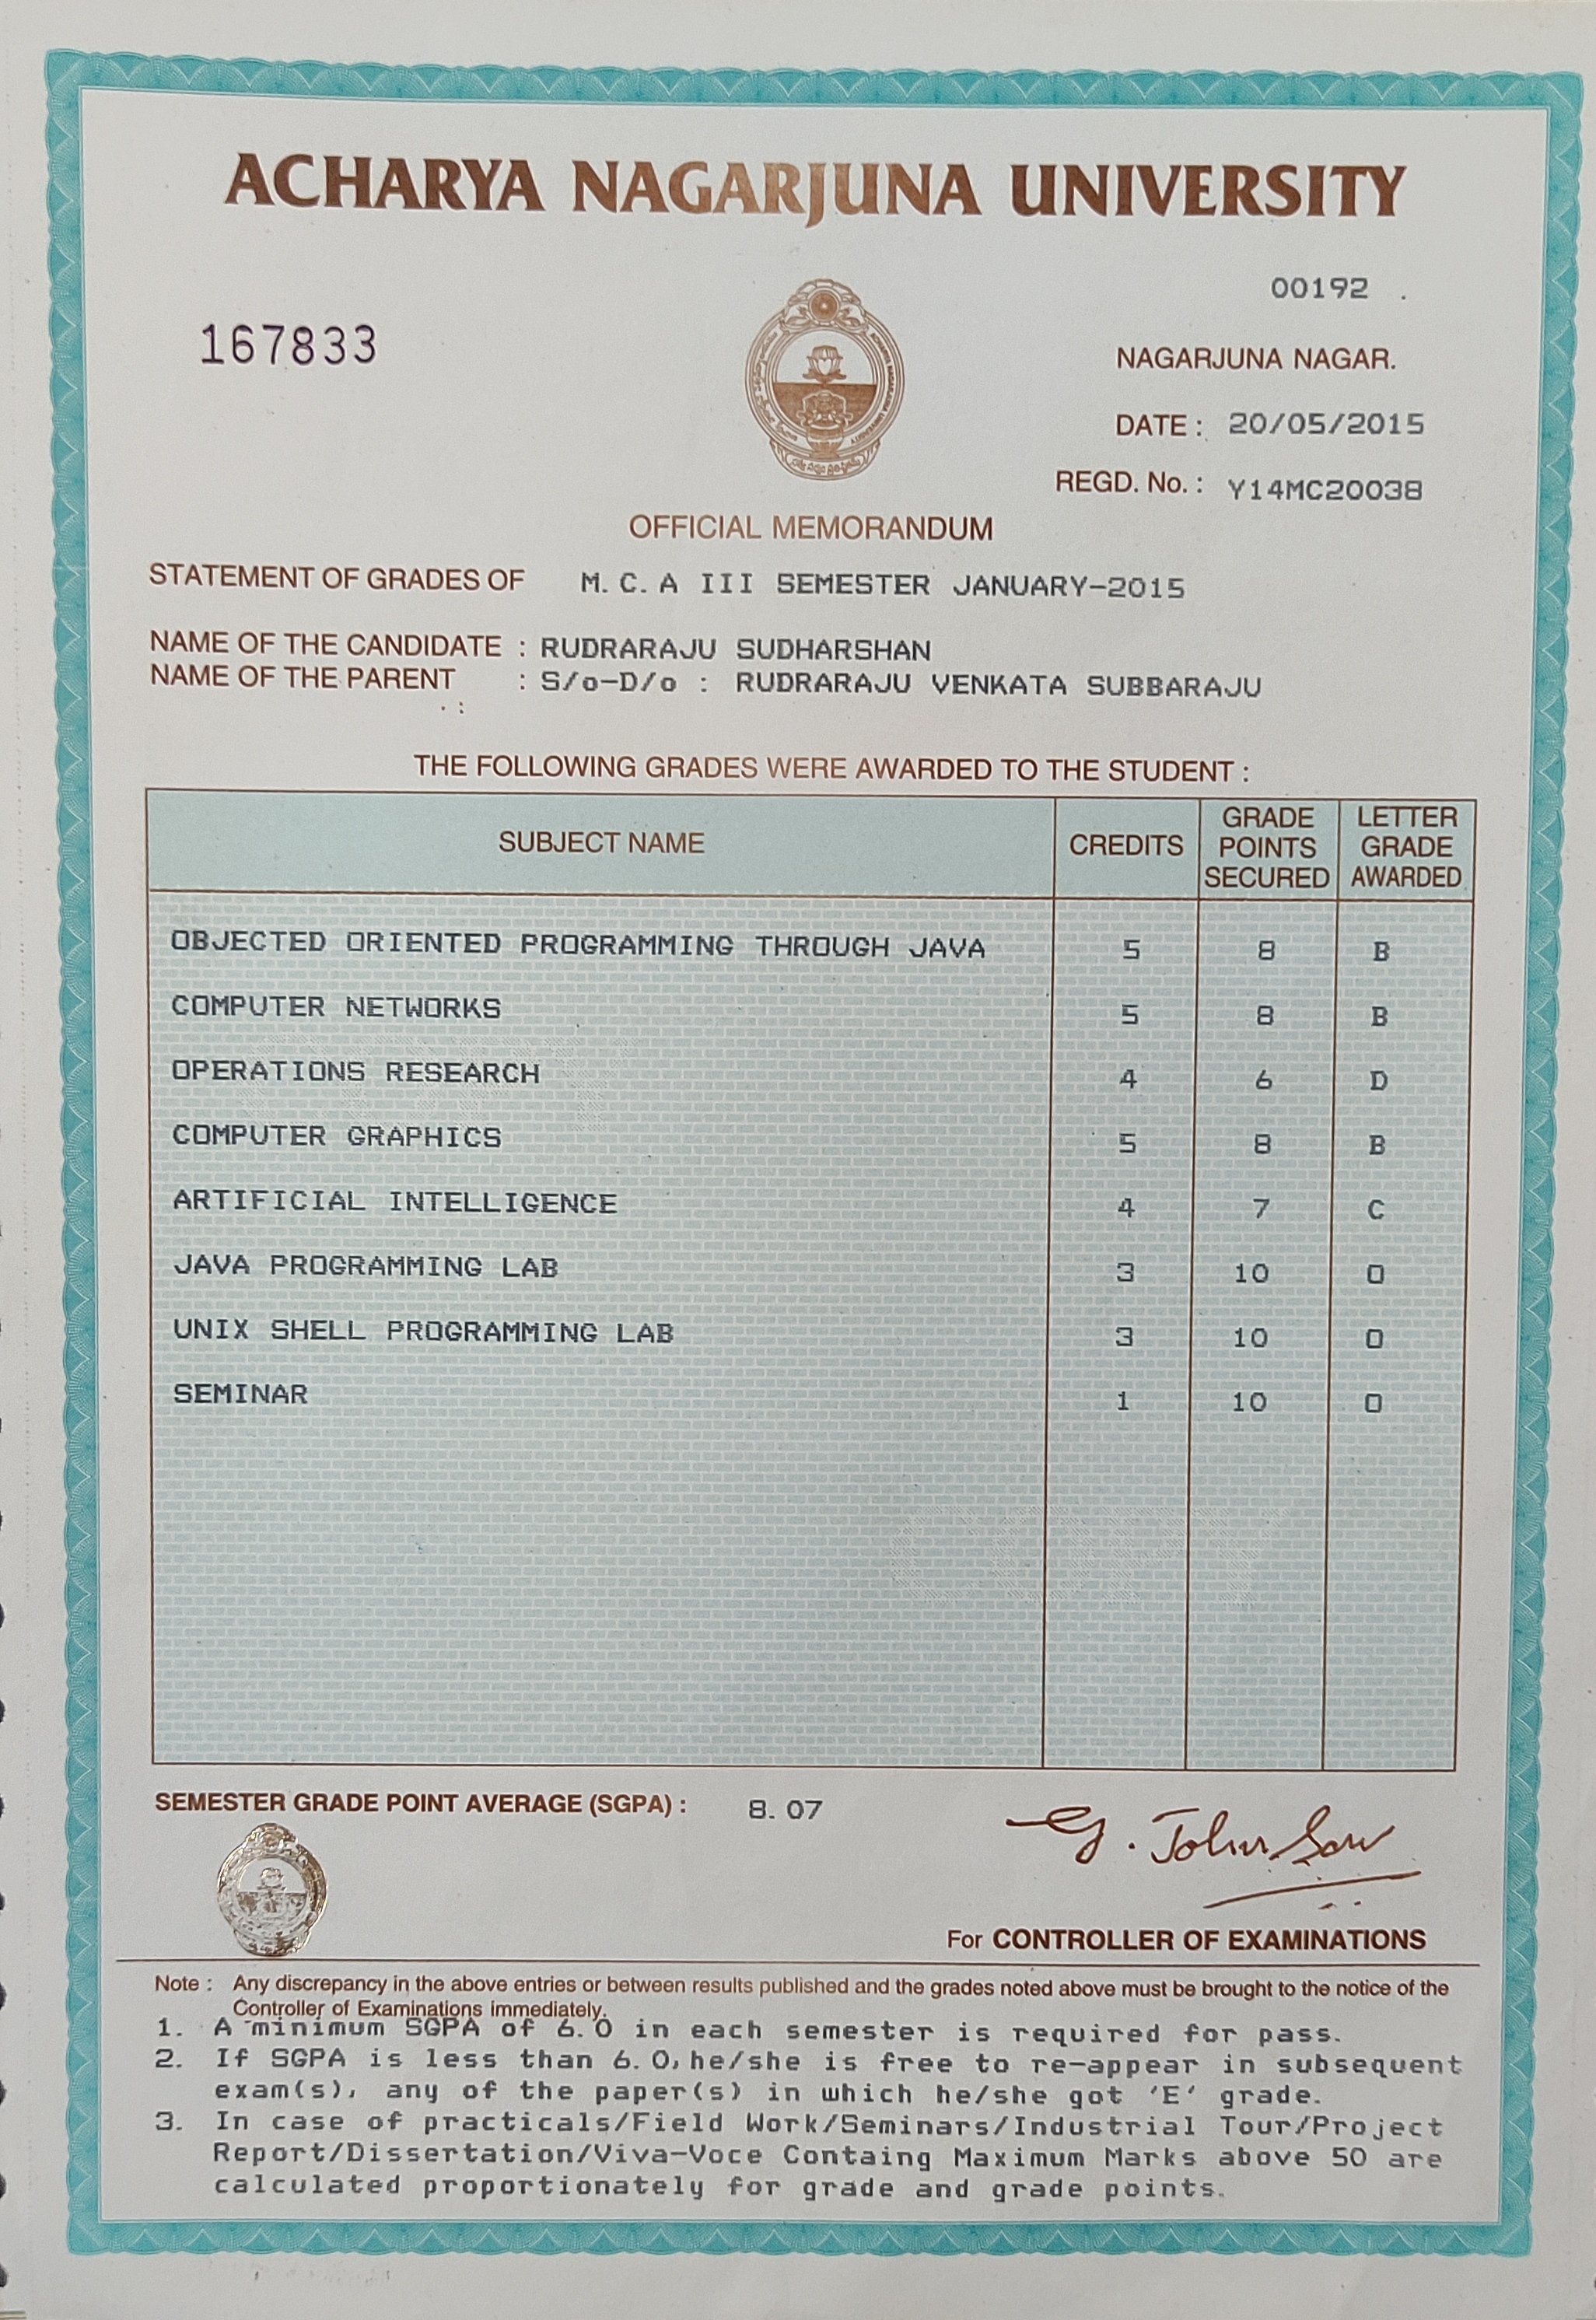 ACHARYA NAGARJUNA UNIVERSITY
00192 .
167833
NAGARJUNA NAGAR.
DATE : 20/05/2015
REGD. No. : Y14MC20038
OFFICIAL MEMORANDUM
STATEMENT OF GRADES OF M.C.A III SEMESTER JANUARY-2015
NAME OF THE CANDIDATE : RUDRARAJU SUDHARSHAN
NAME OF THE PARENT : S/o-D/o : RUDRARAJU VENKATA SUBBARAJU
THE FOLLOWING GRADES WERE AWARDED TO THE STUDENT :
SUBJECT NAME CREDITS GRADE POINTS SECURED LETTER GRADE AWARDED
OBJECTED ORIENTED PROGRAMMING THROUGH JAVA 5 8 B
COMPUTER NETWORKS 5 8 B
OPERATIONS RESEARCH 4 6 D
COMPUTER GRAPHICS 5 8 B
ARTIFICIAL INTELLIGENCE 4 7 C
JAVA PROGRAMMING LAB 3 10 O
UNIX SHELL PROGRAMMING LAB 3 10 O
SEMINAR 1 10 O
COPY
SEMESTER GRADE POINT AVERAGE (SGPA) : 8.07
G. Johnson
For CONTROLLER OF EXAMINATIONS
Note : Any discrepancy in the above entries or between results published and the grades noted above must be brought to the notice of the
Controller of Examinations immediately.
1. A minimum SGPA of 6.0 in each semester is required for pass.
2. If SGPA is less than 6.0, he/she is free to re-appear in subsequent
exam(s), any of the paper(s) in which he/she got 'E' grade.
3. In case of practicals/Field Work/Seminars/Industrial Tour/Project
Report/Dissertation/Viva-Voce Containg Maximum Marks above 50 are
calculated proportionately for grade and grade points.